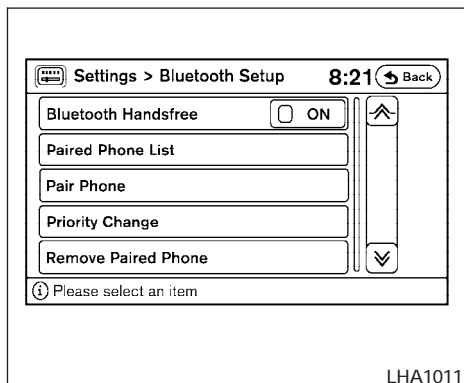 Settings > Bluetooth Setup 8:21 Back
Bluetooth Handsfree ON
Paired Phone List
Pair Phone
Priority Change
Remove Paired Phone
i Please select an item
LHA1011